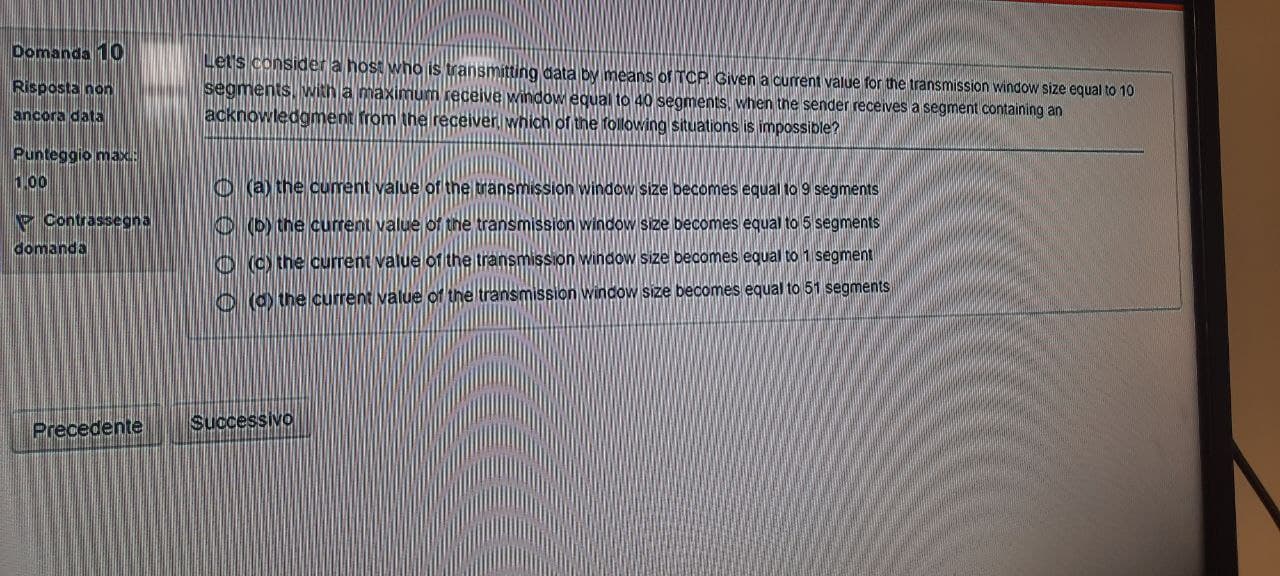 Domanda 10
Risposta non
ancora data
Punteggio max.:
1,00
Contrassegna
domanda
Let's consider a host who is transmitting data by means of TCP. Given a current value for the transmission window size equal to 10
segments, with a maximum receive window equal to 40 segments, when the sender receives a segment containing an
acknowledgment from the receiver, which of the following situations is impossible?
(a) the current value of the transmission window size becomes equal to 9 segments
(b) the current value of the transmission window size becomes equal to 5 segments
(c) the current value of the transmission window size becomes equal to 1 segment
(d) the current value of the transmission window size becomes equal to 51 segments
Precedente
Successivo